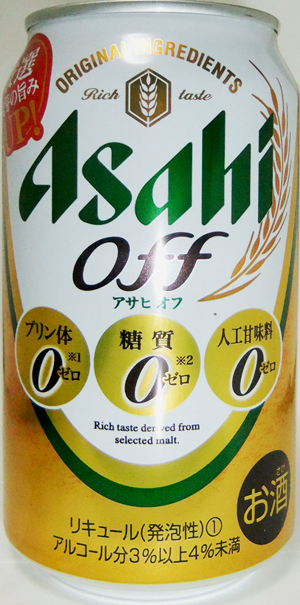 ORIGINAL INGREDIENTS
Rich taste
選
の旨み
UP!
Asahi
Off
アサヒ オフ
プリン体
0※1
ゼロ
糖質
0※2
ゼロ
人工甘味料
0
ゼロ
Rich taste derived from
selected malt.
お酒
リキュール(発泡性)①
アルコール分3%以上4%未満